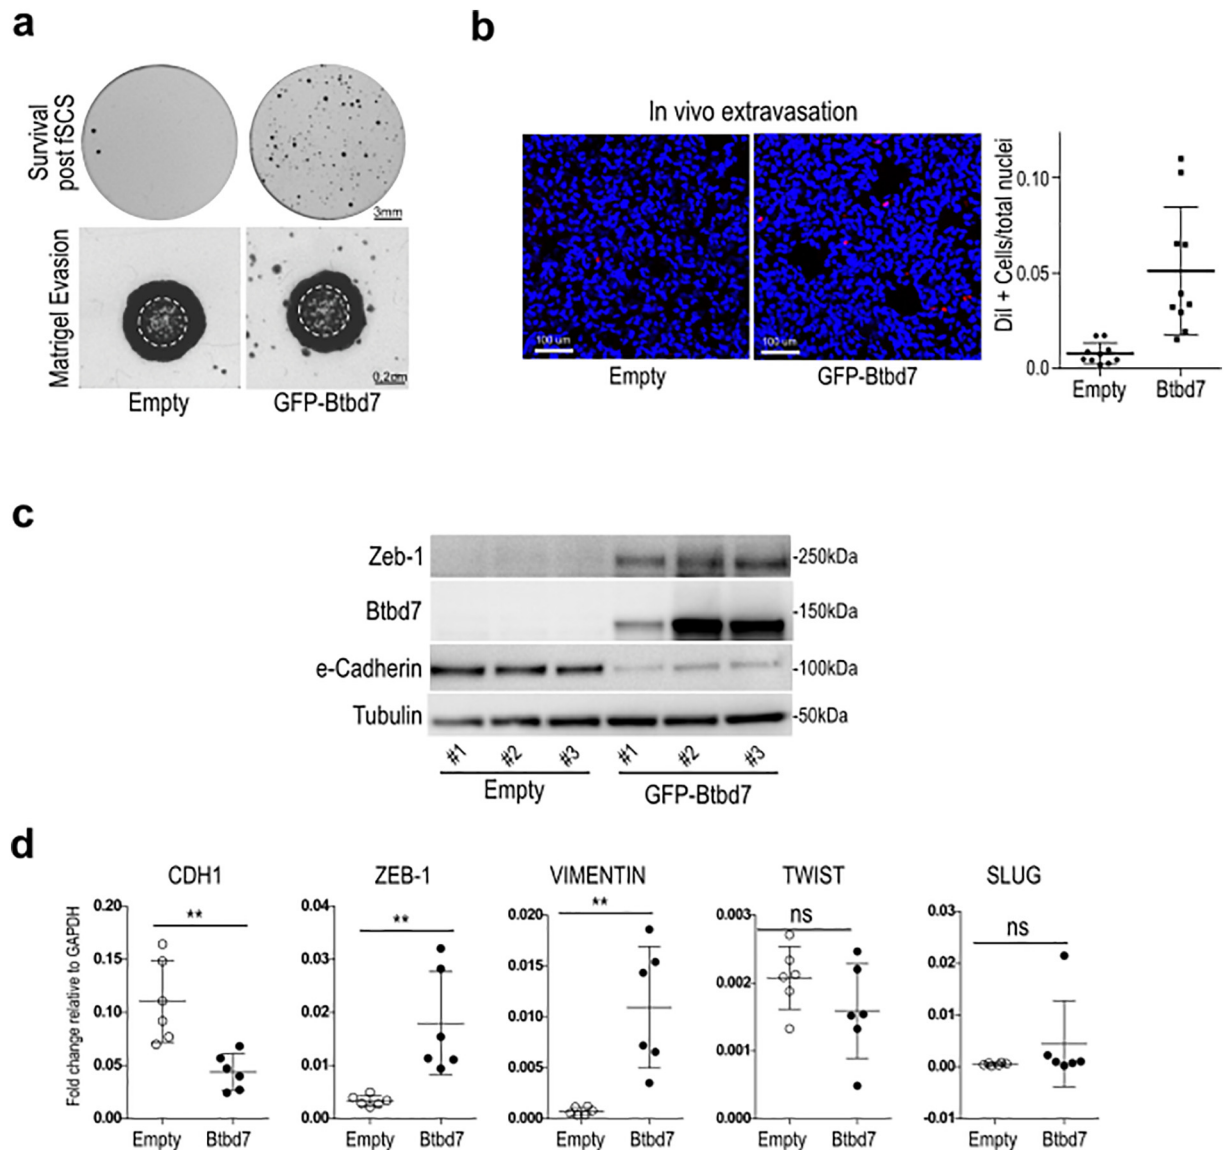 a
b
Survival
post fSCS
3mm
Matrigel Evasion
0.2cm
Empty
GFP-Btbd7
In vivo extravasation
100 um
100 um
Empty
GFP-Btbd7
DiI + Cells/total nuclei
0.10
0.05
0.0
Empty
Btbd7
c
Zeb-1
-250kDa
Btbd7
-150kDa
e-Cadherin
-100kDa
Tubulin
-50kDa
#1 #2 #3 #1 #2 #3
Empty
GFP-Btbd7
d
Fold change relative to GAPDH
CDH1
**
0.20
0.15
0.10
0.05
0.00
Empty Btbd7
ZEB-1
**
0.04
0.03
0.02
0.01
0.00
Empty Btbd7
VIMENTIN
**
0.020
0.015
0.010
0.005
0.000
Empty Btbd7
TWIST
ns
0.003
0.002
0.001
0.000
Empty Btbd7
SLUG
ns
0.03
0.02
0.01
0.00
-0.01
Empty Btbd7